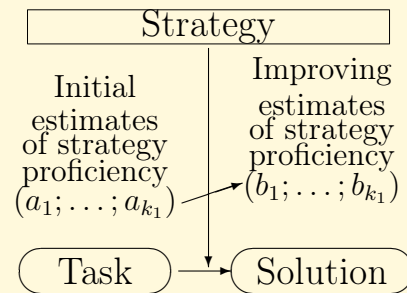 Strategy
Initial
estimates
of strategy
proficiency
(a₁; . . . ; aₖ₁)
Improving
estimates
of strategy
proficiency
(b₁; . . . ; bₖ₁)
Task
Solution